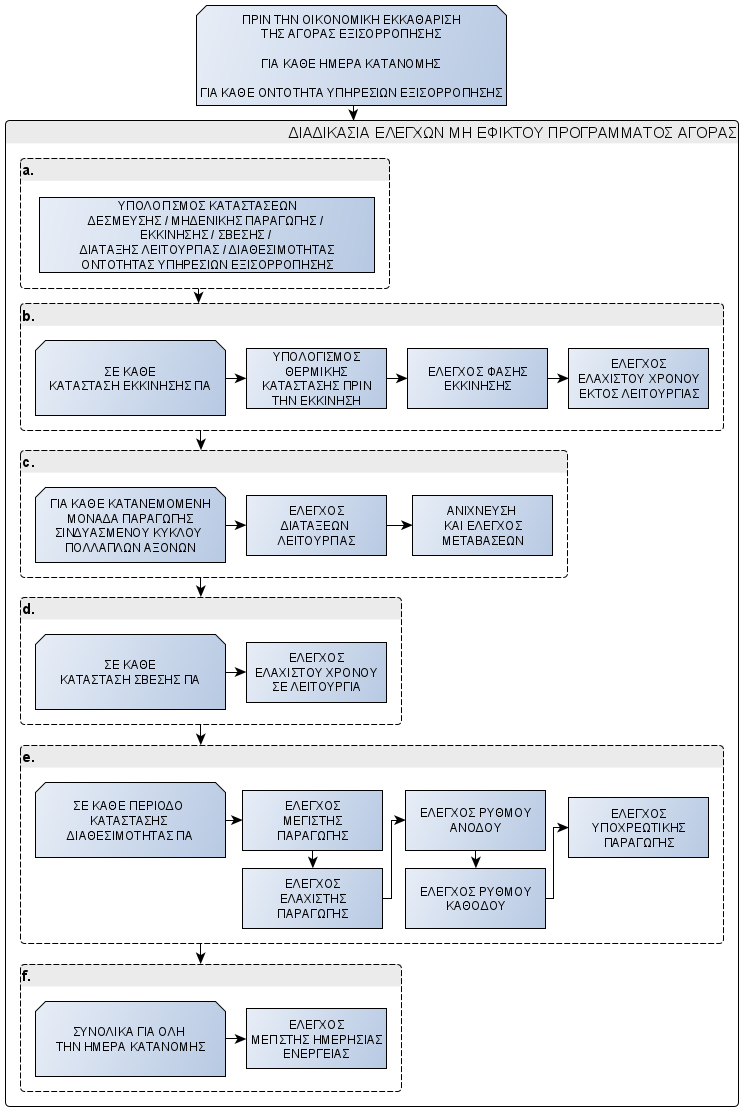 ΠΡΙΝ ΤΗΝ ΟΙΚΟΝΟΜΙΚΗ ΕΚΚΑΘΑΡΙΣΗ
ΤΗΣ ΑΓΟΡΑΣ ΕΞΙΣΟΡΡΟΠΗΣΗΣ
ΓΙΑ ΚΑΘΕ ΗΜΕΡΑ ΚΑΤΑΝΟΜΗΣ
ΓΙΑ ΚΑΘΕ ΟΝΤΟΤΗΤΑ ΥΠΗΡΕΣΙΩΝ ΕΞΙΣΟΡΡΟΠΗΣΗΣ
ΔΙΑΔΙΚΑΣΙΑ ΕΛΕΓΧΩΝ ΜΗ ΕΦΙΚΤΟΥ ΠΡΟΓΡΑΜΜΑΤΟΣ ΑΓΟΡΑΣ
a.
ΥΠΟΛΟΓΙΣΜΟΣ ΚΑΤΑΣΤΑΣΕΩΝ
ΔΕΣΜΕΥΣΗΣ / ΜΗΔΕΝΙΚΗΣ ΠΑΡΑΓΩΓΗΣ /
ΕΚΚΙΝΗΣΗΣ / ΣΒΕΣΗΣ /
ΔΙΑΤΑΞΗΣ ΛΕΙΤΟΥΡΓΙΑΣ / ΔΙΑΘΕΣΙΜΟΤΗΤΑΣ
ΟΝΤΟΤΗΤΑΣ ΥΠΗΡΕΣΙΩΝ ΕΞΙΣΟΡΡΟΠΗΣΗΣ
b.
ΣΕ ΚΑΘΕ
ΚΑΤΑΣΤΑΣΗ ΕΚΚΙΝΗΣΗΣ ΠΑ
ΥΠΟΛΟΓΙΣΜΟΣ
ΘΕΡΜΙΚΗΣ
ΚΑΤΑΣΤΑΣΗΣ ΠΡΙΝ
ΤΗΝ ΕΚΚΙΝΗΣΗ
ΕΛΕΓΧΟΣ ΦΑΣΗΣ
ΕΚΚΙΝΗΣΗΣ
ΕΛΕΓΧΟΣ
ΕΛΑΧΙΣΤΟΥ ΧΡΟΝΟΥ
ΕΚΤΟΣ ΛΕΙΤΟΥΡΓΙΑΣ
c.
ΓΙΑ ΚΑΘΕ ΚΑΤΑΝΕΜΟΜΕΝΗ
ΜΟΝΑΔΑ ΠΑΡΑΓΩΓΗΣ
ΣΙΝΔΥΑΣΜΕΝΟΥ ΚΥΚΛΟΥ
ΠΟΛΛΑΠΛΩΝ ΑΞΟΝΩΝ
ΕΛΕΓΧΟΣ
ΔΙΑΤΑΞΕΩΝ
ΛΕΙΤΟΥΡΓΙΑΣ
ΑΝΙΧΝΕΥΣΗ
ΚΑΙ ΕΛΕΓΧΟΣ
ΜΕΤΑΒΑΣΕΩΝ
d.
ΣΕ ΚΑΘΕ
ΚΑΤΑΣΤΑΣΗ ΣΒΕΣΗΣ ΠΑ
ΕΛΕΓΧΟΣ
ΕΛΑΧΙΣΤΟΥ ΧΡΟΝΟΥ
ΣΕ ΛΕΙΤΟΥΡΓΙΑ
e.
ΣΕ ΚΑΘΕ ΠΕΡΙΟΔΟ
ΚΑΤΑΣΤΑΣΗΣ
ΔΙΑΘΕΣΙΜΟΤΗΤΑΣ ΠΑ
ΕΛΕΓΧΟΣ
ΜΕΓΙΣΤΗΣ
ΠΑΡΑΓΩΓΗΣ
ΕΛΕΓΧΟΣ
ΕΛΑΧΙΣΤΗΣ
ΠΑΡΑΓΩΓΗΣ
ΕΛΕΓΧΟΣ ΡΥΘΜΟΥ
ΑΝΟΔΟΥ
ΕΛΕΓΧΟΣ ΡΥΘΜΟΥ
ΚΑΘΟΔΟΥ
ΕΛΕΓΧΟΣ
ΥΠΟΧΡΕΩΤΙΚΗΣ
ΠΑΡΑΓΩΓΗΣ
f.
ΣΥΝΟΛΙΚΑ ΓΙΑ ΟΛΗ
ΤΗΝ ΗΜΕΡΑ ΚΑΤΑΝΟΜΗΣ
ΕΛΕΓΧΟΣ
ΜΕΓΙΣΤΗΣ ΗΜΕΡΗΣΙΑΣ
ΕΝΕΡΓΕΙΑΣ